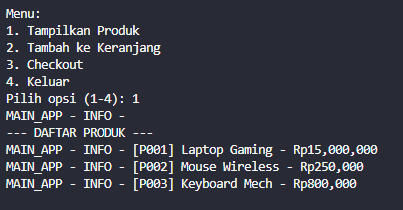 Menu:
1. Tampilkan Produk
2. Tambah ke Keranjang
3. Checkout
4. Keluar
Pilih opsi (1-4): 1
MAIN_APP - INFO -
--- DAFTAR PRODUK ---
MAIN_APP - INFO - [P001] Laptop Gaming - Rp15,000,000
MAIN_APP - INFO - [P002] Mouse Wireless - Rp250,000
MAIN_APP - INFO - [P003] Keyboard Mech - Rp800,000